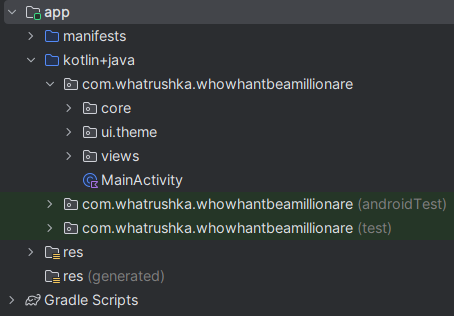 app
manifests
kotlin+java
com.whatrushka.whowhantbeamillionare
core
ui.theme
views
MainActivity
com.whatrushka.whowhantbeamillionare (androidTest)
com.whatrushka.whowhantbeamillionare (test)
res
res (generated)
Gradle Scripts